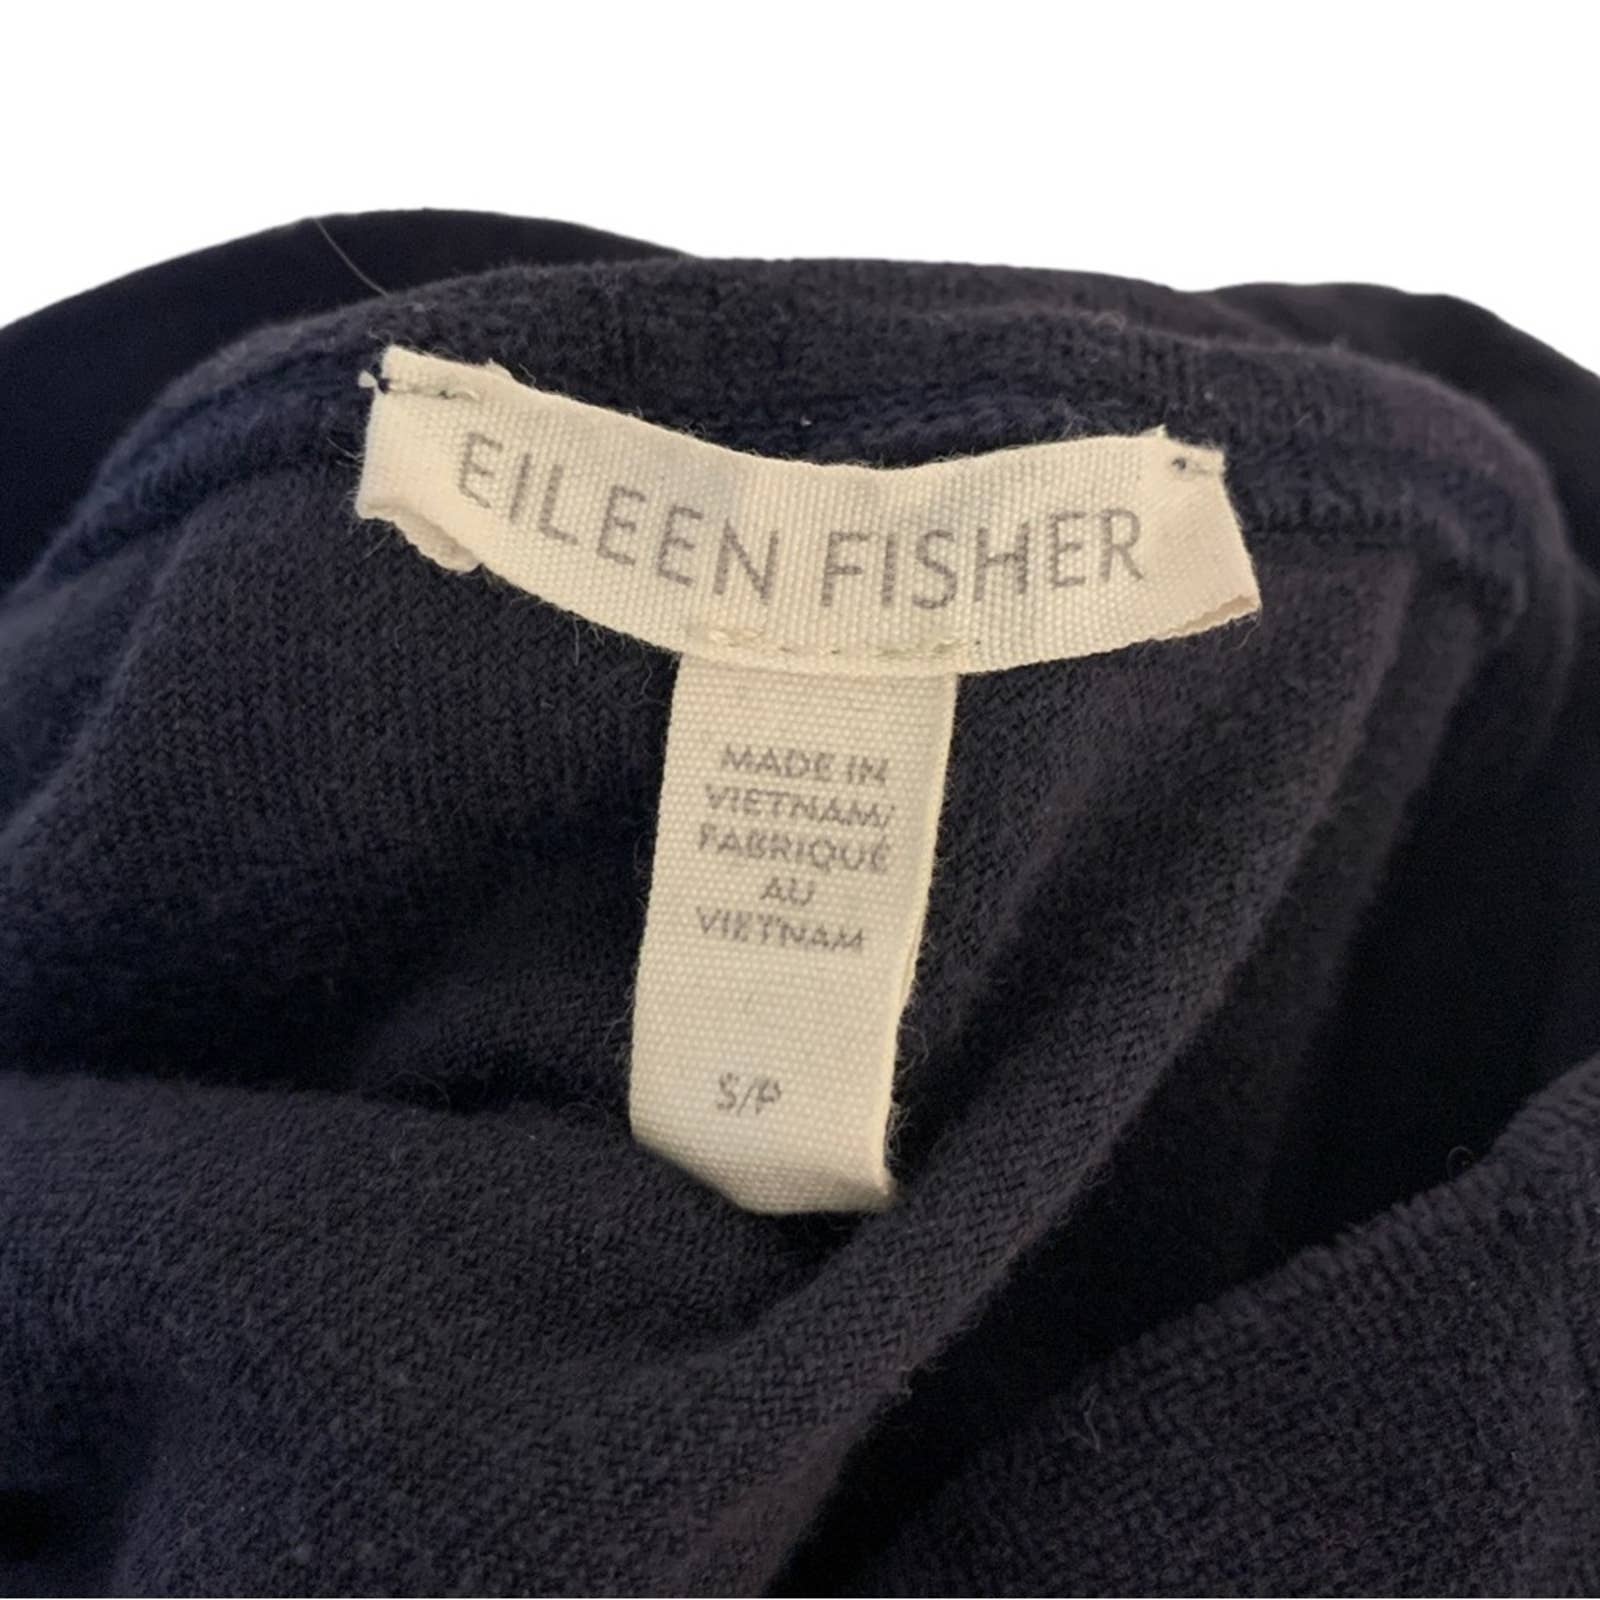 EILEEN FISHER
MADE IN
VIETNAM/
FABRIQUÉ
AU
VIETNAM
S/P